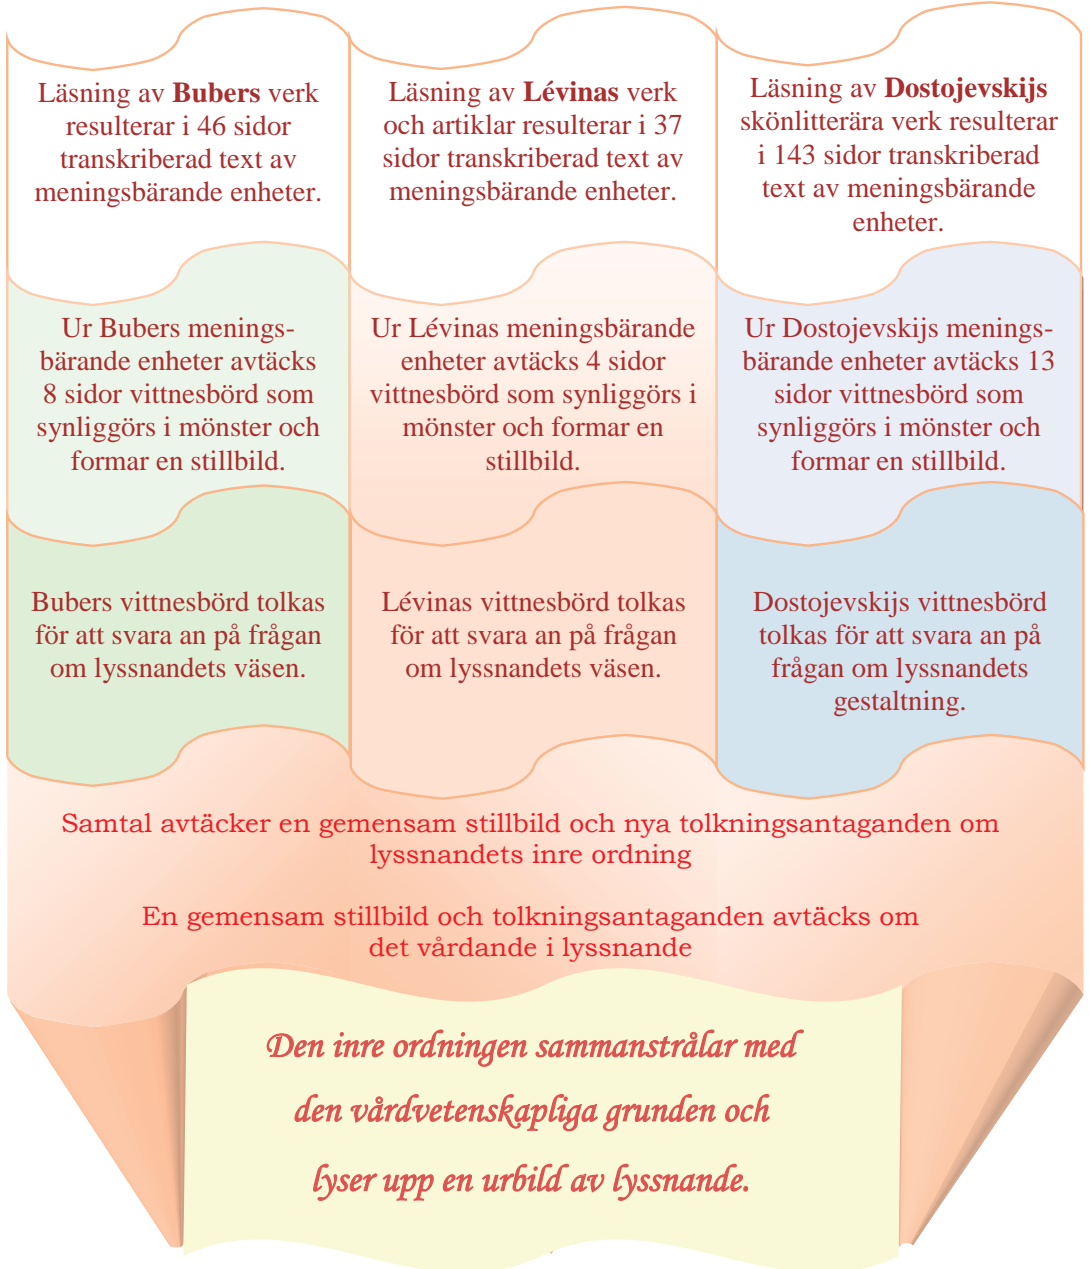 Läsning av Bubers verk
resulterar i 46 sidor
transkriberad text av
meningsbärande enheter.
Läsning av Lévinas verk
och artiklar resulterar i 37
sidor transkriberad text av
meningsbärande enheter.
Läsning av Dostojevskijs
skönlitterära verk resulterar
i 143 sidor transkriberad
text av meningsbärande
enheter.
Ur Bubers menings-
bärande enheter avtäcks
8 sidor vittnesbörd som
synliggörs i mönster och
formar en stillbild.
Ur Lévinas meningsbärande
enheter avtäcks 4 sidor
vittnesbörd som synliggörs i
mönster och formar en
stillbild.
Ur Dostojevskijs menings-
bärande enheter avtäcks 13
sidor vittnesbörd som
synliggörs i mönster och
formar en stillbild.
Bubers vittnesbörd tolkas
för att svara an på frågan
om lyssnandets väsen.
Lévinas vittnesbörd tolkas
för att svara an på frågan
om lyssnandets väsen.
Dostojevskijs vittnesbörd
tolkas för att svara an på
frågan om lyssnandets
gestaltning.
Samtal avtäcker en gemensam stillbild och nya tolkningsantaganden om
lyssnandets inre ordning
En gemensam stillbild och tolkningsantaganden avtäcks om
det vårdande i lyssnande
Den inre ordningen sammanstrålar med
den vårdvetenskapliga grunden och
lyser upp en urbild av lyssnande.